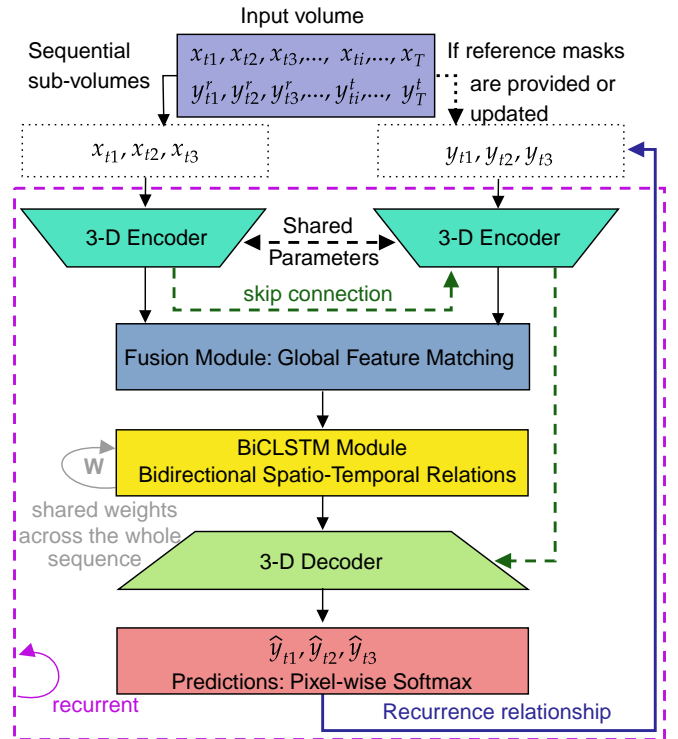 Input volume
Sequential
sub-volumes
x_{t1}, x_{t2}, x_{t3},..., x_{ti},..., x_T
y^r_{t1}, y^r_{t2}, y^r_{t3},..., y^t_{ti},..., y^t_T
If reference masks
are provided or
updated
x_{t1}, x_{t2}, x_{t3}
y_{t1}, y_{t2}, y_{t3}
3-D Encoder
Shared
Parameters
3-D Encoder
skip connection
Fusion Module: Global Feature Matching
BiCLSTM Module
Bidirectional Spatio-Temporal Relations
W
shared weights
across the whole
sequence
3-D Decoder
ŷ_{t1}, ŷ_{t2}, ŷ_{t3}
Predictions: Pixel-wise Softmax
recurrent
Recurrence relationship